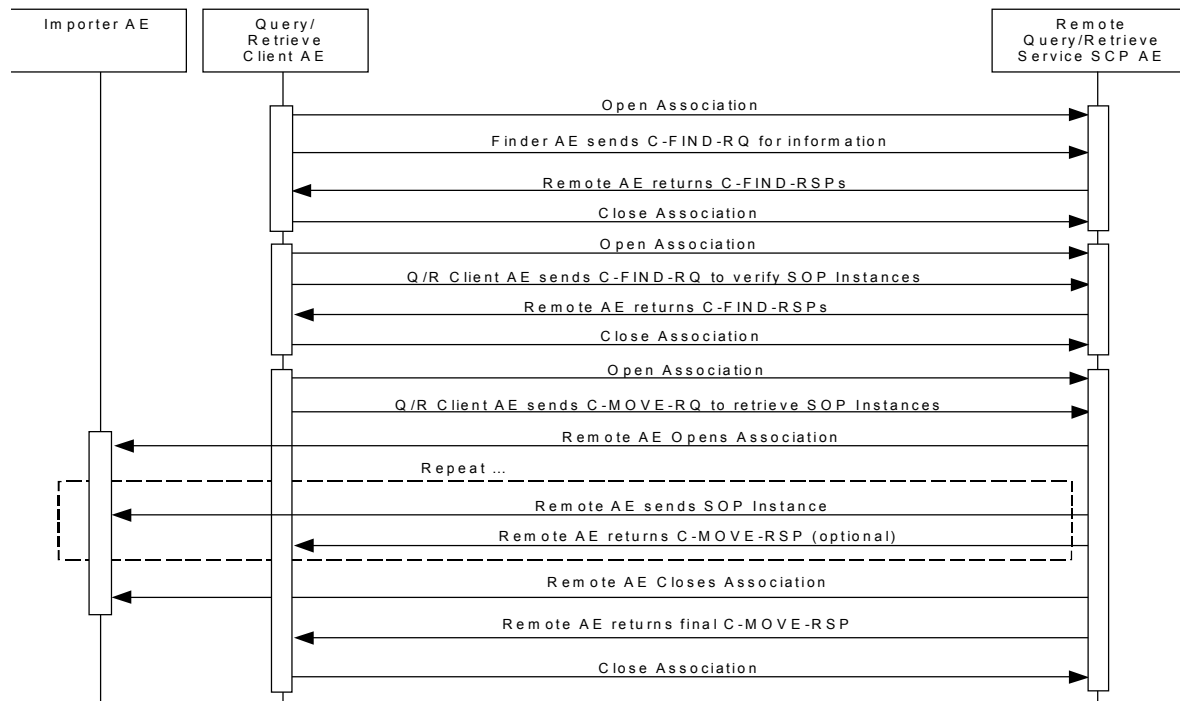 Importer AE
Query/
Retrieve
Client AE
Remote
Query/Retrieve
Service SCP AE
Open Association
Finder AE sends C-FIND-RQ for information
Remote AE returns C-FIND-RSPs
Close Association
Open Association
Q/R Client AE sends C-FIND-RQ to verify SOP Instances
Remote AE returns C-FIND-RSPs
Close Association
Open Association
Q/R Client AE sends C-MOVE-RQ to retrieve SOP Instances
Remote AE Opens Association
Repeat ...
Remote AE sends SOP Instance
Remote AE returns C-MOVE-RSP (optional)
Remote AE Closes Association
Remote AE returns final C-MOVE-RSP
Close Association